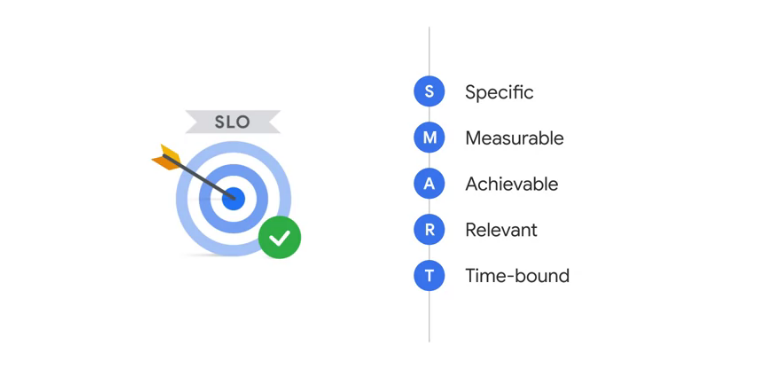 SLO
S Specific
M Measurable
A Achievable
R Relevant
T Time-bound